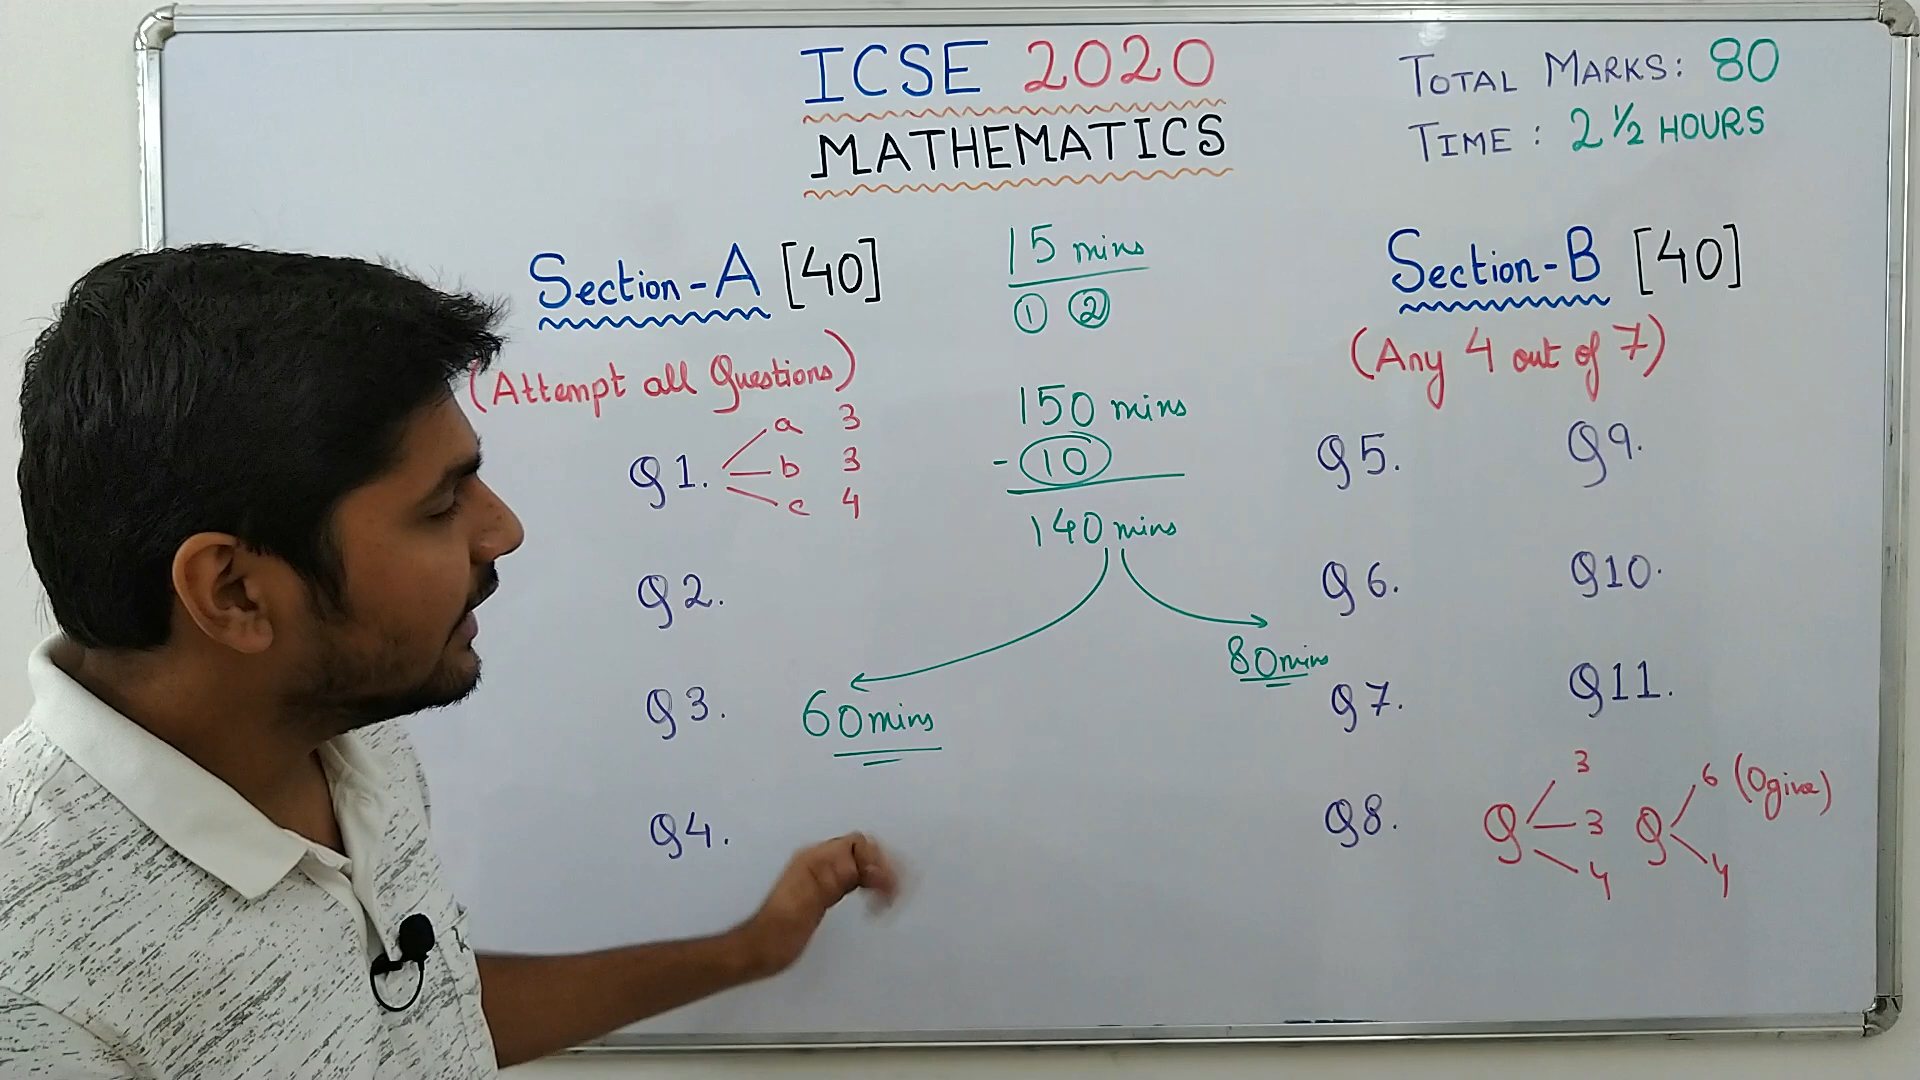 ICSE 2020
MATHEMATICS
TOTAL MARKS: 80
TIME: 2 ½ HOURS
Section-A [40]
(Attempt all Questions)
Q1.
a 3
b 3
c 4
Q2.
Q3.
Q4.
15 mins
① ②
150 mins
- 10
140 mins
60 mins
80 mins
Section-B [40]
(Any 4 out of 7)
Q5. Q9.
Q6. Q10.
Q7. Q11.
Q8.
Q 3
3
4
Q 6 (Ogive)
4